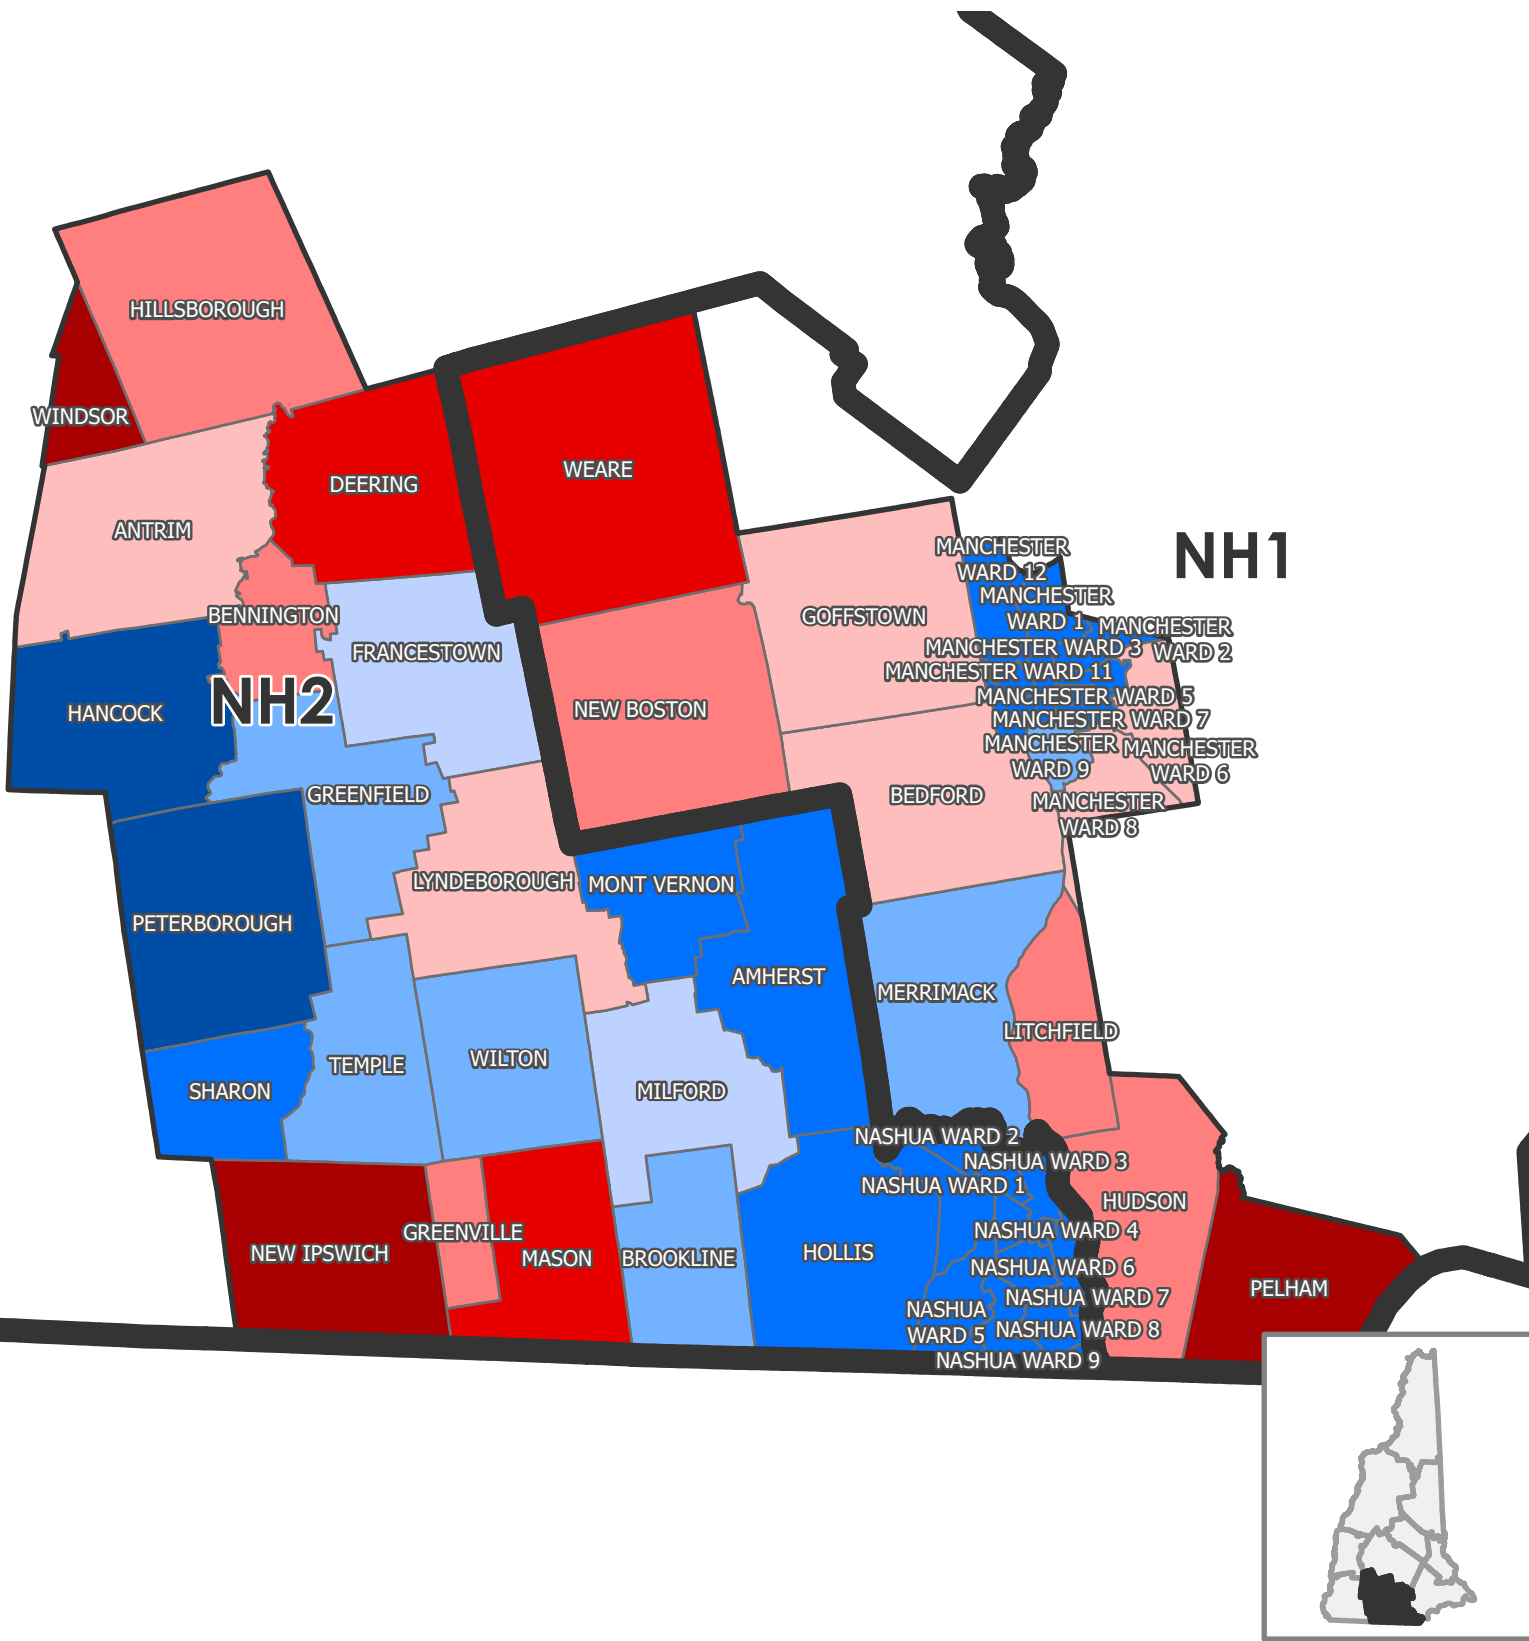 HILLSBOROUGH
WINDSOR
WEARE
DEERING
ANTRIM
MANCHESTER
WARD 12
NH1
MANCHESTER
WARD 1
BENNINGTON
GOFFSTOWN
MANCHESTER
WARD 2
FRANCESTOWN
MANCHESTER WARD 3
MANCHESTER WARD 11
NH2
HANCOCK
NEW BOSTON
MANCHESTER WARD 5
MANCHESTER WARD 7
MANCHESTER
WARD 9
MANCHESTER
WARD 6
GREENFIELD
BEDFORD
MANCHESTER
WARD 8
LYNDEBOROUGH
MONT VERNON
PETERBOROUGH
AMHERST
MERRIMACK
LITCHFIELD
WILTON
TEMPLE
SHARON
MILFORD
NASHUA WARD 2
NASHUA WARD 3
NASHUA WARD 1
HUDSON
GREENVILLE
NASHUA WARD 4
NEW IPSWICH
MASON
BROOKLINE
HOLLIS
NASHUA WARD 6
PELHAM
NASHUA WARD 7
NASHUA
WARD 5
NASHUA WARD 8
NASHUA WARD 9